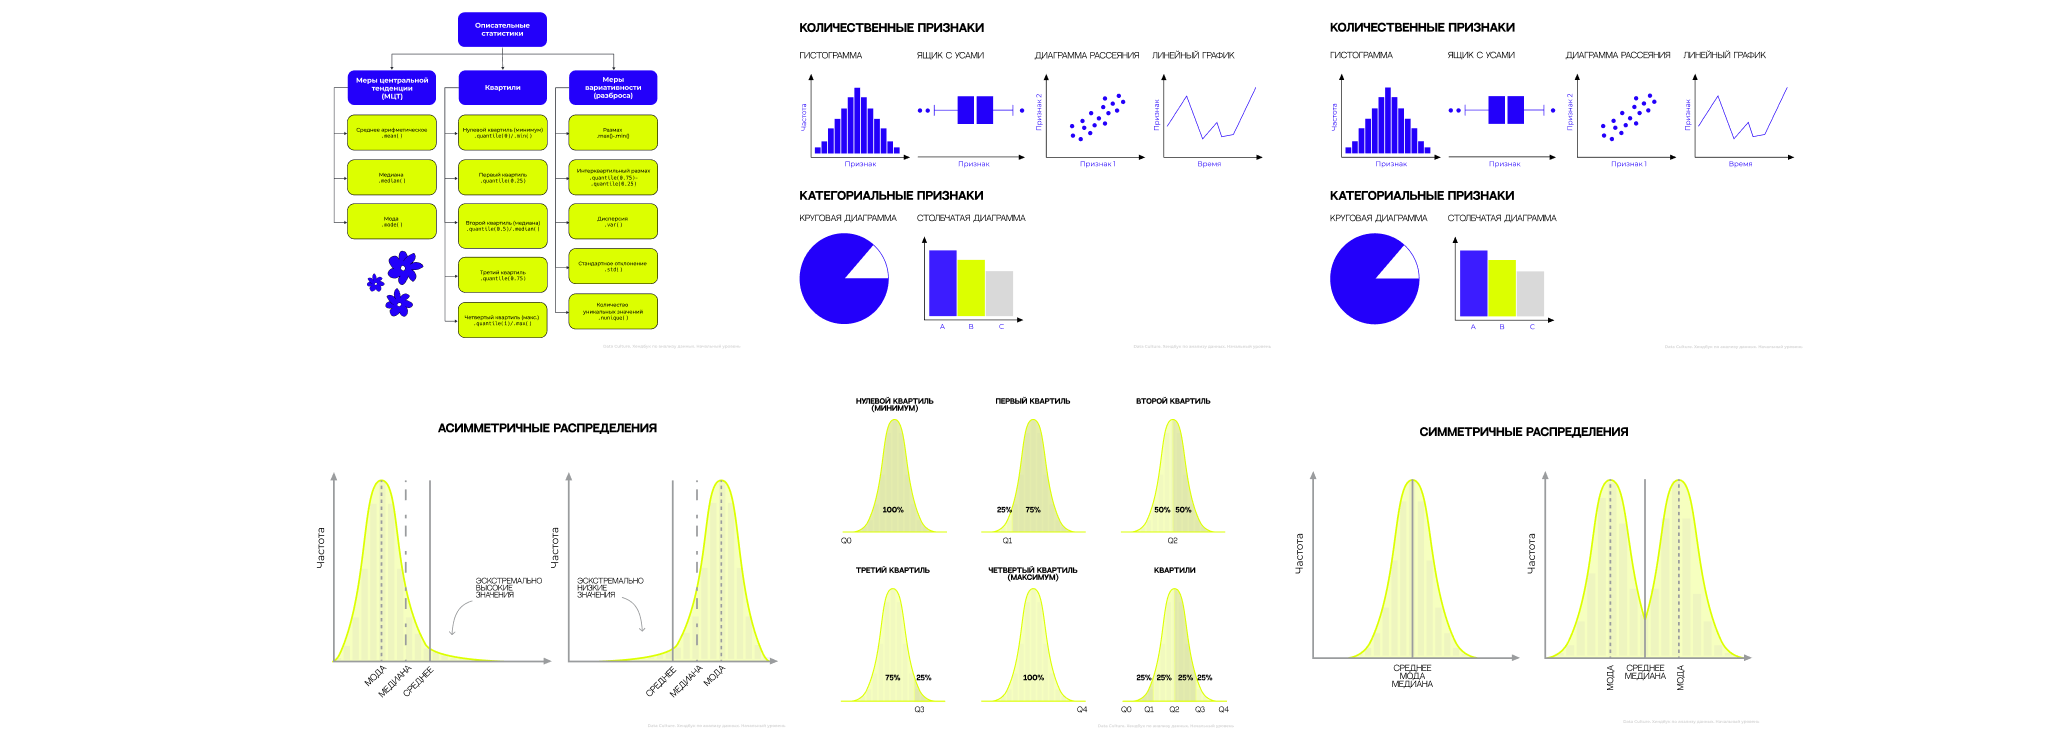 Описательные
статистики
Меры центральной
тенденции
(МЦТ)
Среднее арифметическое
.mean()
Медиана
.median()
Мода
.mode()
Квартили
Нулевой квартиль (минимум)
.quantile(0)/.min()
Первый квартиль
.quantile(0.25)
Второй квартиль (медиана)
.quantile(0.5)/.median()
Третий квартиль
.quantile(0.75)
Четвертый квартиль (макс.)
.quantile(1)/.max()
Меры
вариативности
(разброса)
Размах
.max()-.min()
Интерквартильный размах
.quantile(0.75)-
.quantile(0.25)
Дисперсия
.var()
Стандартное отклонение
.std()
Количество
уникальных значений
.nunique()
КОЛИЧЕСТВЕННЫЕ ПРИЗНАКИ
ГИСТОГРАММА
ЯЩИК С УСАМИ
ДИАГРАММА РАССЕЯНИЯ
ЛИНЕЙНЫЙ ГРАФИК
Частота
Признак
Признак
Признак 2
Признак 1
Признак
Время
КАТЕГОРИАЛЬНЫЕ ПРИЗНАКИ
КРУГОВАЯ ДИАГРАММА
СТОЛБЧАТАЯ ДИАГРАММА
A B C
КОЛИЧЕСТВЕННЫЕ ПРИЗНАКИ
ГИСТОГРАММА
ЯЩИК С УСАМИ
ДИАГРАММА РАССЕЯНИЯ
ЛИНЕЙНЫЙ ГРАФИК
Частота
Признак
Признак
Признак 2
Признак 1
Признак
Время
КАТЕГОРИАЛЬНЫЕ ПРИЗНАКИ
КРУГОВАЯ ДИАГРАММА
СТОЛБЧАТАЯ ДИАГРАММА
A B C
АСИММЕТРИЧНЫЕ РАСПРЕДЕЛЕНИЯ
Частота
ЭСКСТРЕМАЛЬНО
ВЫСОКИЕ
ЗНАЧЕНИЯ
МОДА
МЕДИАНА
СРЕДНЕЕ
Частота
ЭСКСТРЕМАЛЬНО
НИЗКИЕ
ЗНАЧЕНИЯ
СРЕДНЕЕ
МЕДИАНА
МОДА
НУЛЕВОЙ КВАРТИЛЬ
(МИНИМУМ)
100%
Q0
ПЕРВЫЙ КВАРТИЛЬ
25% 75%
Q1
ВТОРОЙ КВАРТИЛЬ
50% 50%
Q2
ТРЕТИЙ КВАРТИЛЬ
75% 25%
Q3
ЧЕТВЕРТЫЙ КВАРТИЛЬ
(МАКСИМУМ)
100%
Q4
КВАРТИЛИ
25% 25% 25% 25%
Q0 Q1 Q2 Q3 Q4
СИММЕТРИЧНЫЕ РАСПРЕДЕЛЕНИЯ
Частота
СРЕДНЕЕ
МОДА
МЕДИАНА
Частота
МОДА
СРЕДНЕЕ
МЕДИАНА
МОДА